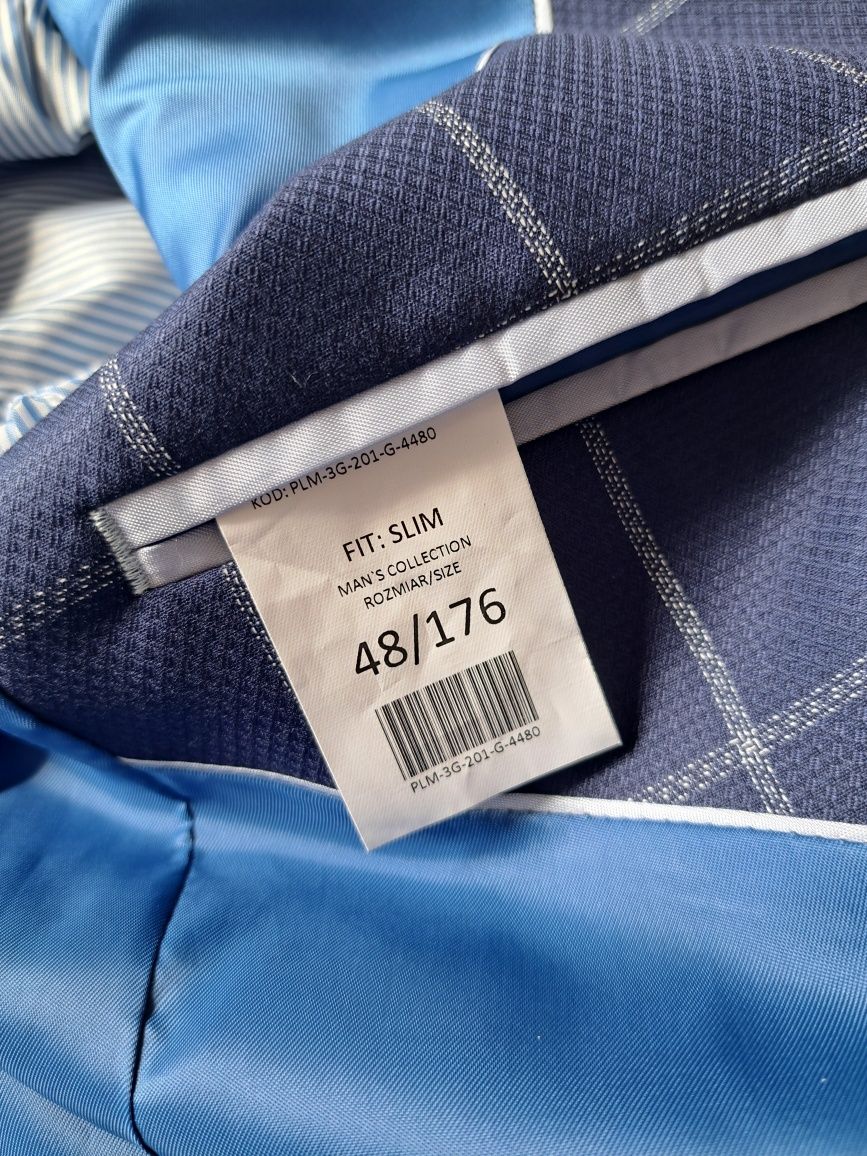 KOD: PLM-3G-201-G-4480
FIT: SLIM
MAN`S COLLECTION
ROZMIAR/SIZE
48/176
PLM-3G-201-G-4480